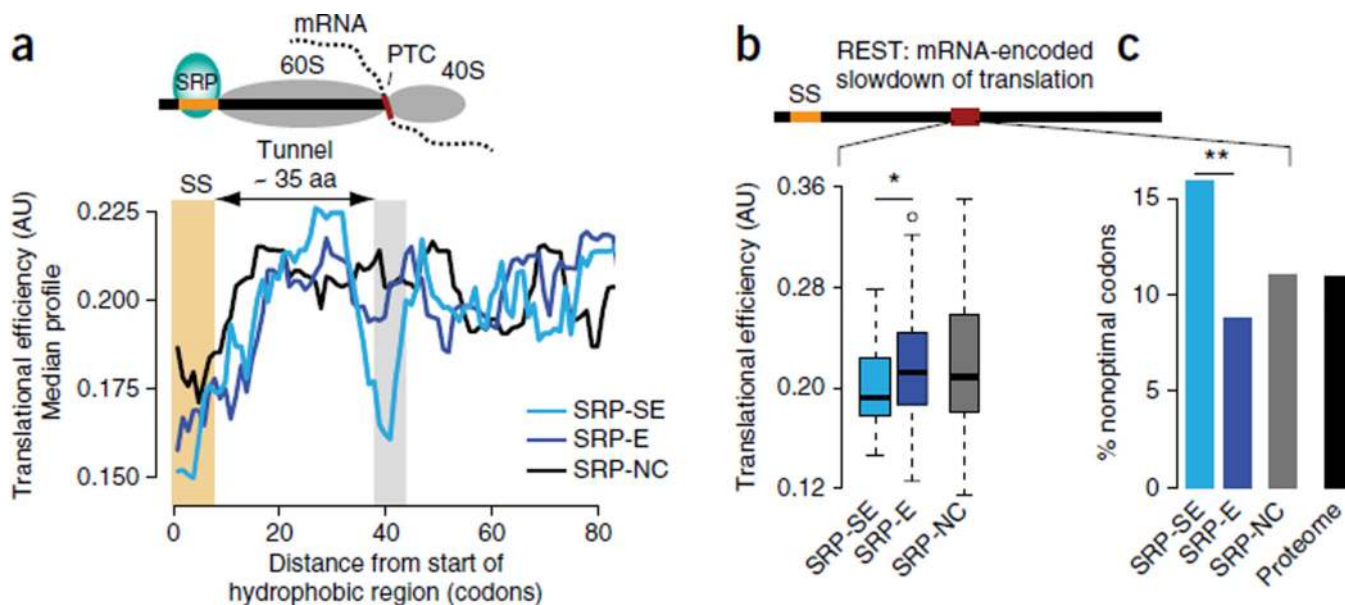 a
mRNA
PTC
60S
40S
SRP
Tunnel
~ 35 aa
SS
Translational efficiency (AU)
Median profile
0.225
0.200
0.175
0.150
SRP-SE
SRP-E
SRP-NC
0
20
40
60
80
Distance from start of
hydrophobic region (codons)
b
REST: mRNA-encoded
slowdown of translation
SS
Translational efficiency (AU)
0.36
0.28
0.20
0.12
*
SRP-SE
SRP-E
SRP-NC
c
% nonoptimal codons
15
10
5
0
**
SRP-SE
SRP-E
SRP-NC
Proteome